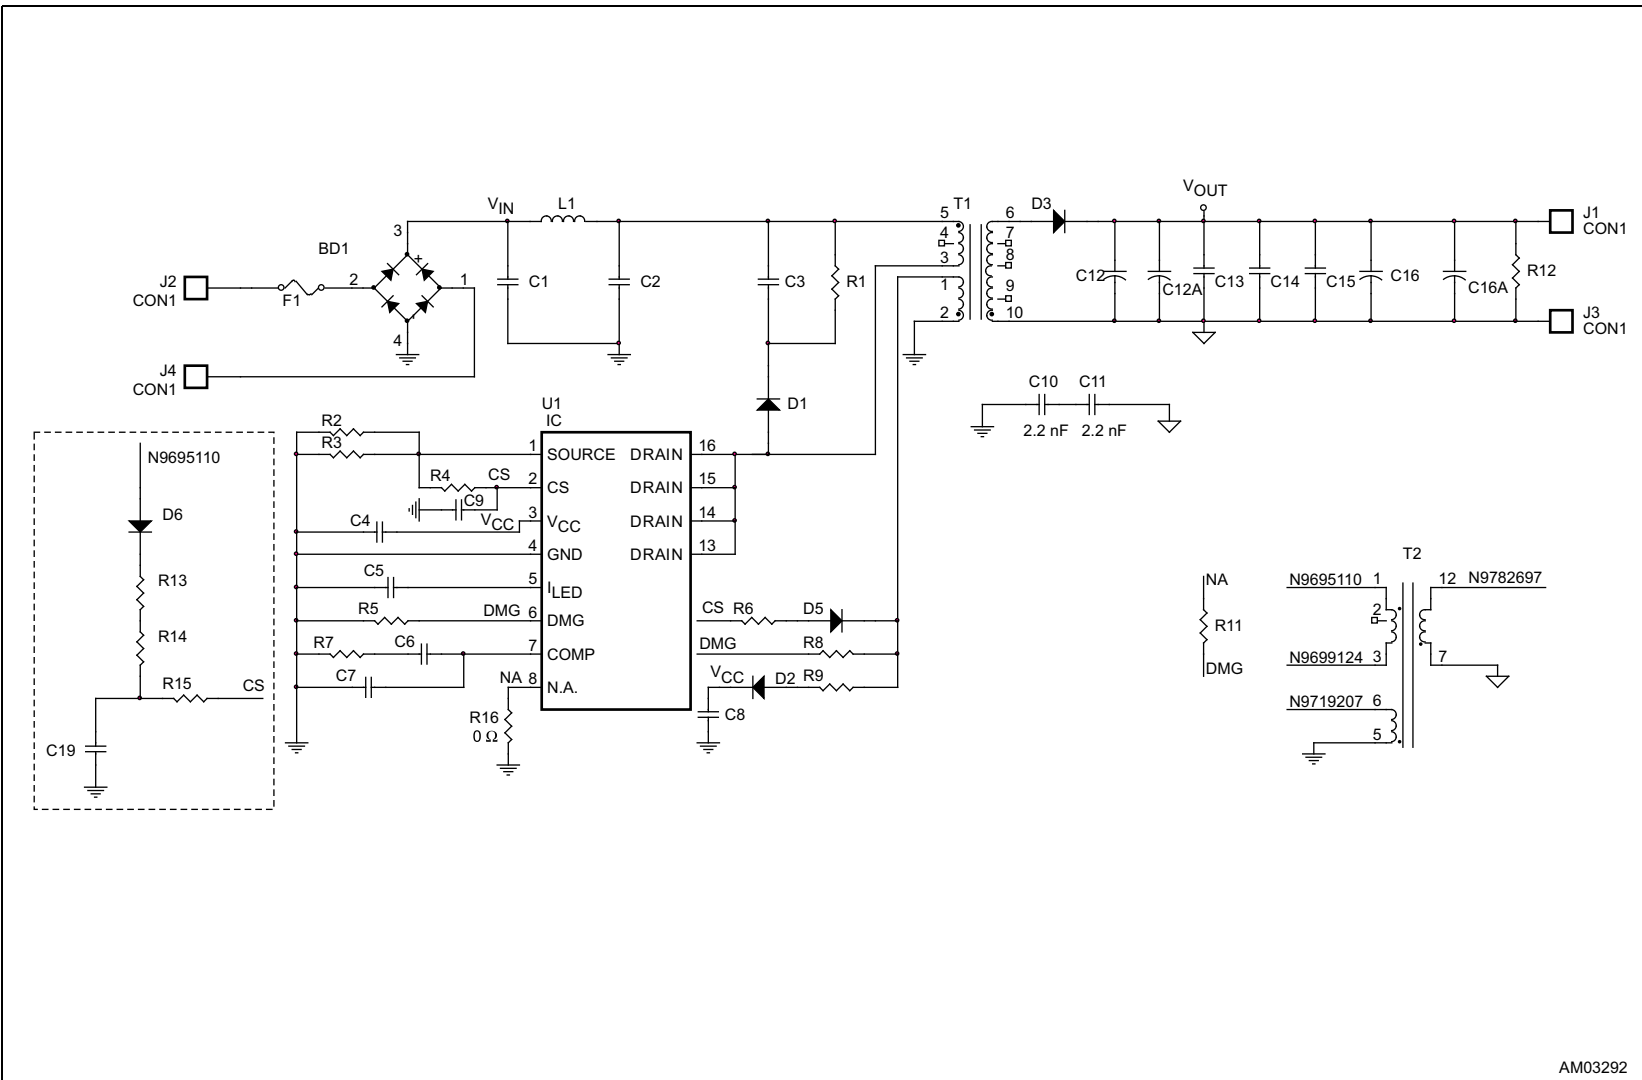 VOUT
VIN
L1
5
T1
6
D3
J1
CON1
3
4
7
BD1
+
3
8
J2
CON1
F1
2
1
C1
C2
C3
R1
1
9
C12
C12A
C13
C14
C15
C16
C16A
R12
2
10
J3
CON1
4
J4
CON1
C10
C11
2.2 nF
2.2 nF
U1
IC
D1
R2
R3
1
SOURCE
DRAIN
16
N9695110
R4
CS
2
CS
DRAIN
15
C9
D6
C4
VCC
3
VCC
DRAIN
14
4
GND
DRAIN
13
T2
R13
C5
5
ILED
NA
N9695110
1
12
N9782697
R5
DMG
6
DMG
CS
R6
D5
2
R11
R14
R7
C6
7
COMP
DMG
R8
DMG
N9699124
3
7
R15
CS
C7
NA
8
N.A.
VCC
D2
R9
N9719207
6
R16
0 Ω
C8
5
C19
AM03292